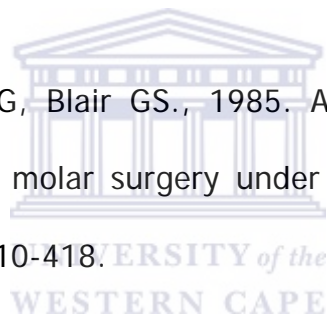 G, Blair GS., 1985. A
molar surgery under
10-418.
UNIVERSITY of the
WESTERN CAPE